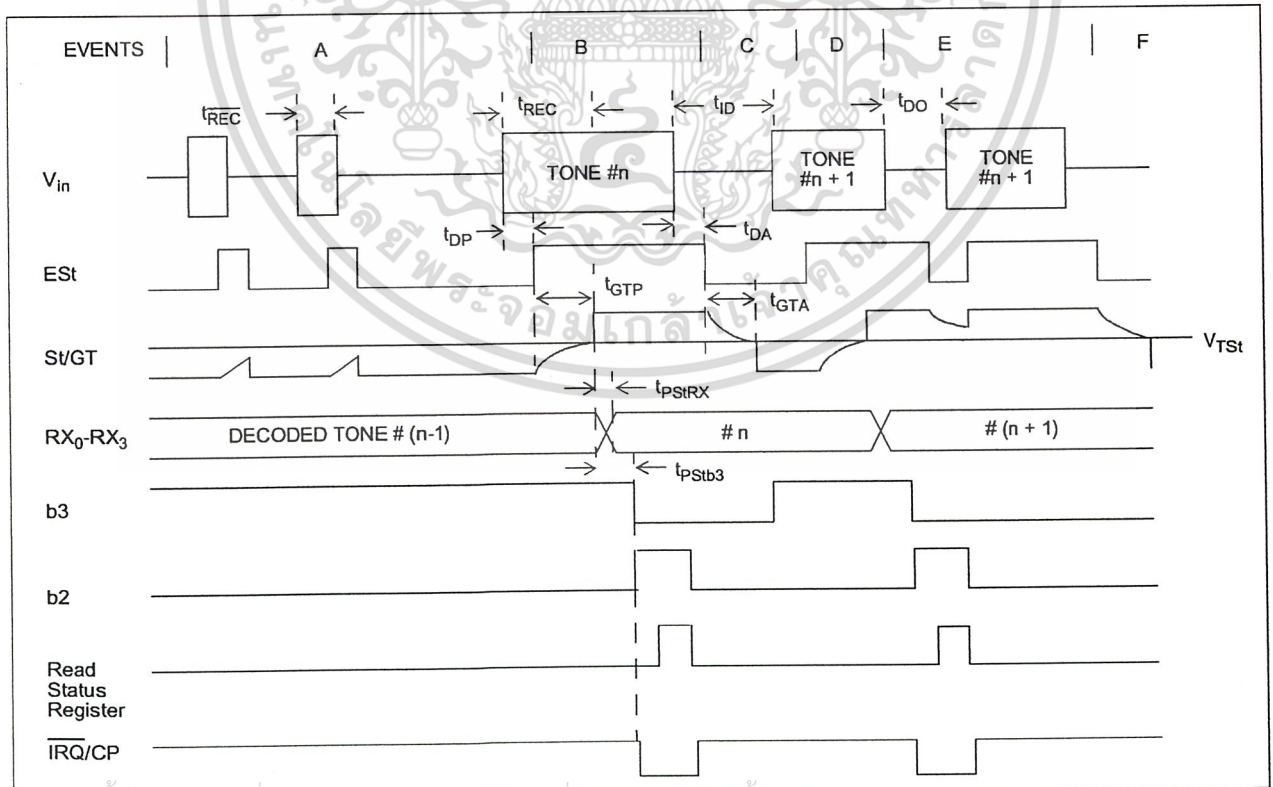 EVENTS A B C D E F
tREC tREC tID tDO
Vin TONE #n TONE #n + 1 TONE #n + 1
tDP tDA
ESt
tGTP tGTA
St/GT VTSt
tPStRX
RX0-RX3 DECODED TONE # (n-1) # n # (n + 1)
tPStb3
b3
b2
Read
Status
Register
IRQ/CP